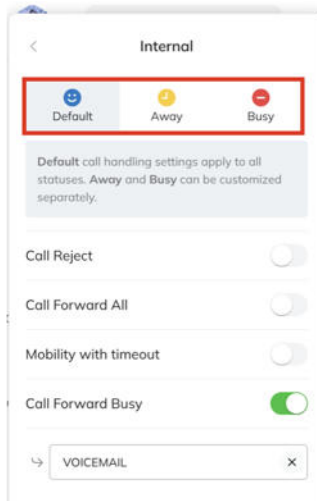 Internal
Default Away Busy
Default call handling settings apply to all
statuses. Away and Busy can be customized
separately.
Call Reject
Call Forward All
Mobility with timeout
Call Forward Busy
VOICEMAIL